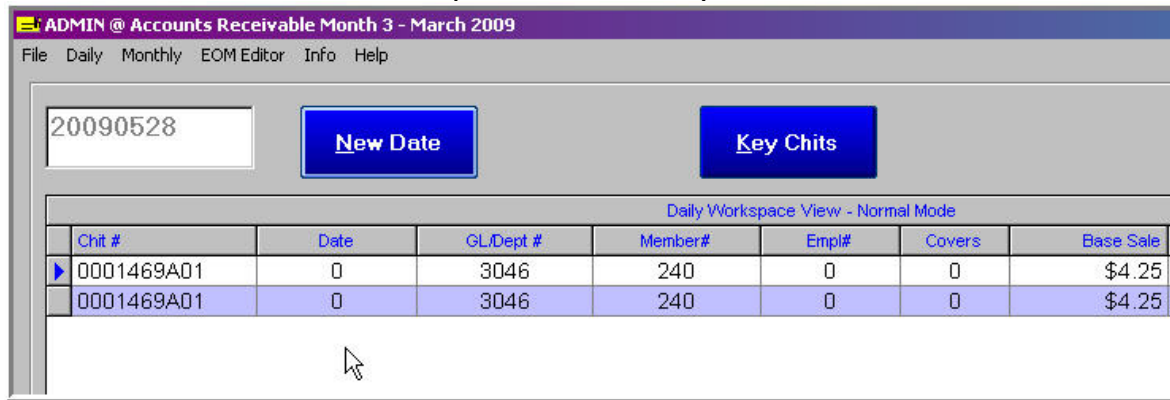 ADMIN @ Accounts Receivable Month 3 - March 2009
File Daily Monthly EOM Editor Info Help
20090528 New Date Key Chits
Daily Workspace View - Normal Mode
Chit # Date GL/Dept # Member# Empl# Covers Base Sale
0001469A01 0 3046 240 0 0 $4.25
0001469A01 0 3046 240 0 0 $4.25